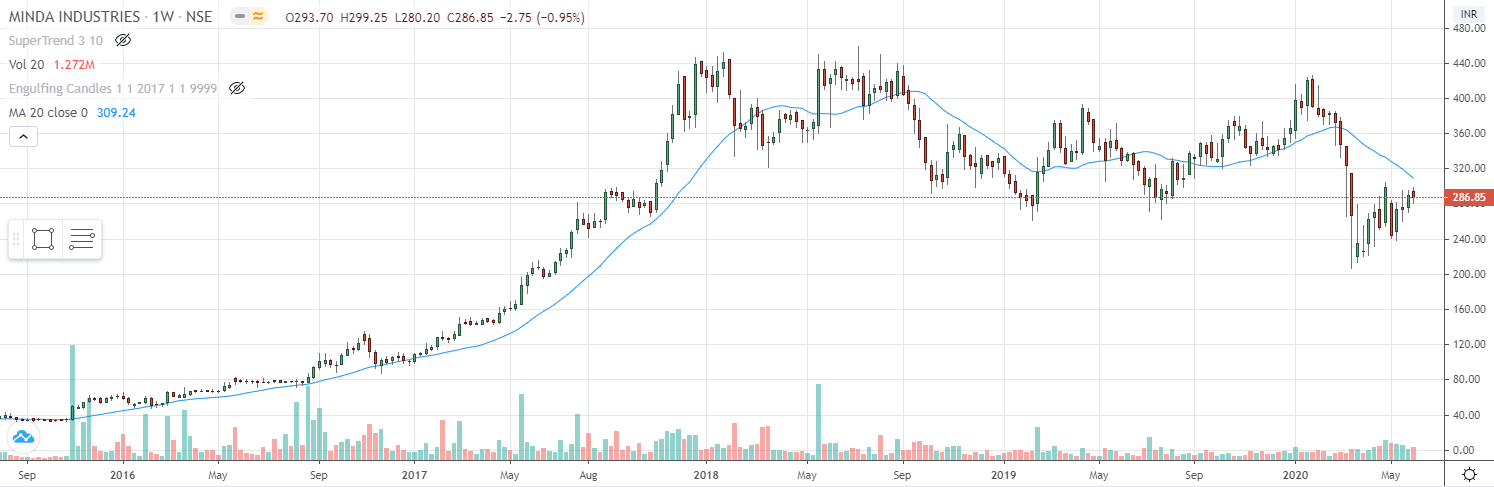 MINDA INDUSTRIES · 1W · NSE O293.70 H299.25 L280.20 C286.85 −2.75 (−0.95%)
INR
SuperTrend 3 10
Vol 20 1.272M
Engulfing Candles 1 1 2017 1 1 9999
MA 20 close 0 309.24
480.00
440.00
400.00
360.00
320.00
286.85
240.00
200.00
160.00
120.00
80.00
40.00
0.00
Sep 2016 May Sep 2017 May Aug 2018 May Sep 2019 May Sep 2020 May